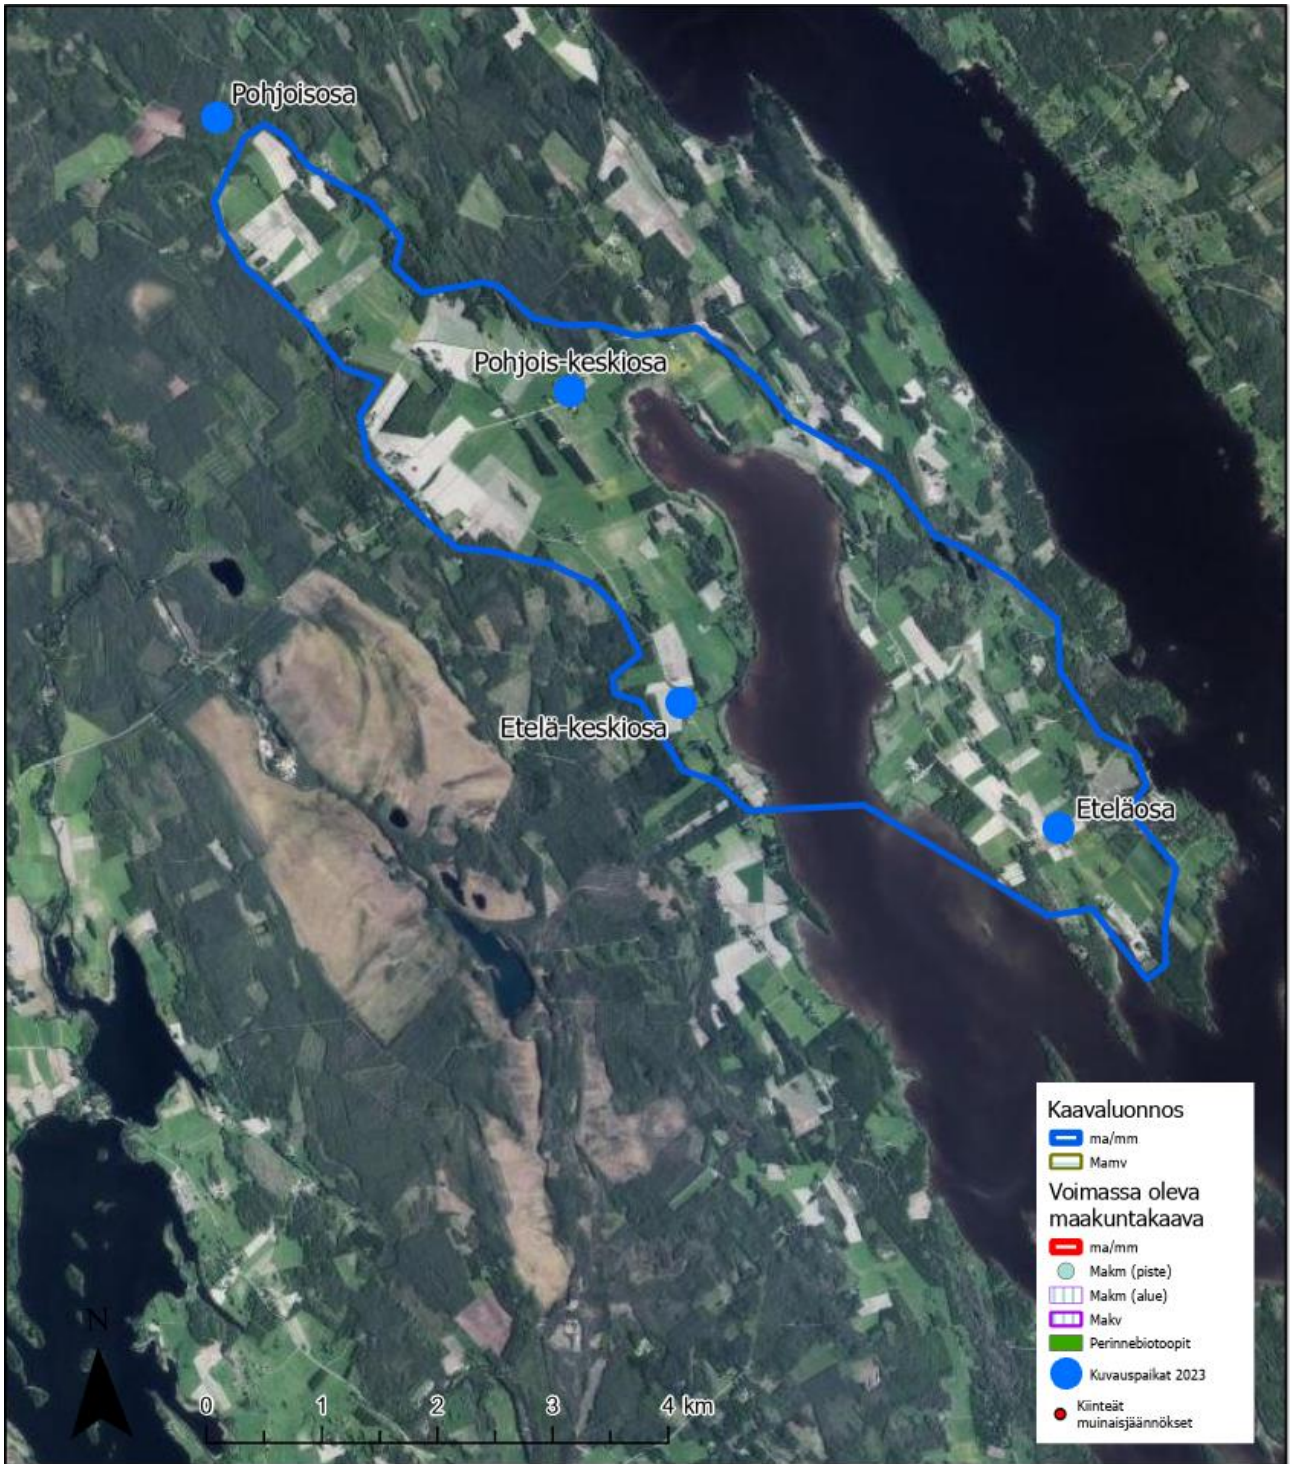 Pohjoisosa
Pohjois-keskiosa
Etelä-keskiosa
Eteläosa
Kaavaluonnos
ma/mm
Mamv
Voimassa oleva
maakuntakaava
ma/mm
Makm (piste)
Makm (alue)
Makv
Perinnebiotoopit
Kuvauspaikat 2023
Kiinteät
muinaisjäännökset
N
0 1 2 3 4 km